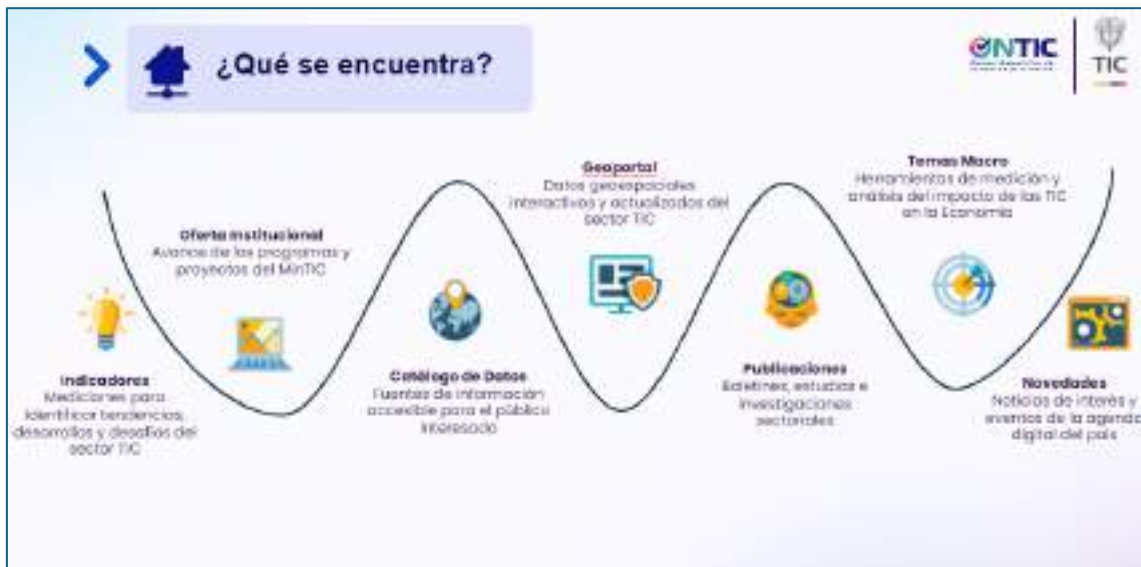 ¿Qué se encuentra?
ONTIC
TIC
Indicadores
Mediciones para
identificar tendencias,
desarrollos y desafíos del
sector TIC
Oferta Institucional
Avance de los programas y
proyectos del MinTIC
Catálogo de Datos
Fuentes de información
accesible para el público
interesado
Geoportal
Datos geoespaciales
interactivos y actualizados del
sector TIC
Publicaciones
Boletines, estudios e
investigaciones
sectoriales
Temas Macro
Herramientas de medición y
análisis del impacto de las TIC
en la Economía
Novedades
Noticias de interés y
eventos de la agenda
digital del país